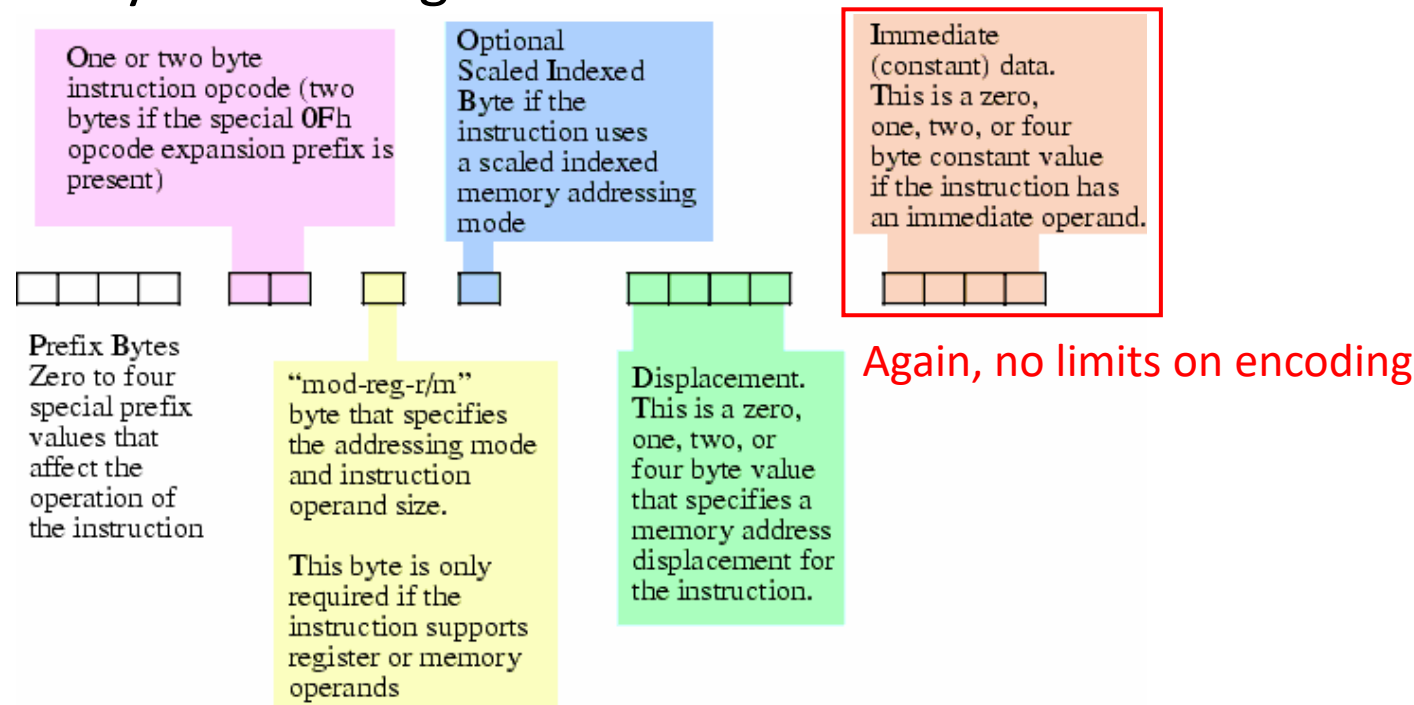 One or two byte
instruction opcode (two
bytes if the special 0Fh
opcode expansion prefix is
present)
Optional
Scaled Indexed
Byte if the
instruction uses
a scaled indexed
memory addressing
mode
Immediate
(constant) data.
This is a zero,
one, two, or four
byte constant value
if the instruction has
an immediate operand.
Prefix Bytes
Zero to four
special prefix
values that
affect the
operation of
the instruction
“mod-reg-r/m”
byte that specifies
the addressing mode
and instruction
operand size.
This byte is only
required if the
instruction supports
register or memory
operands
Displacement.
This is a zero,
one, two, or
four byte value
that specifies a
memory address
displacement for
the instruction.
Again, no limits on encoding